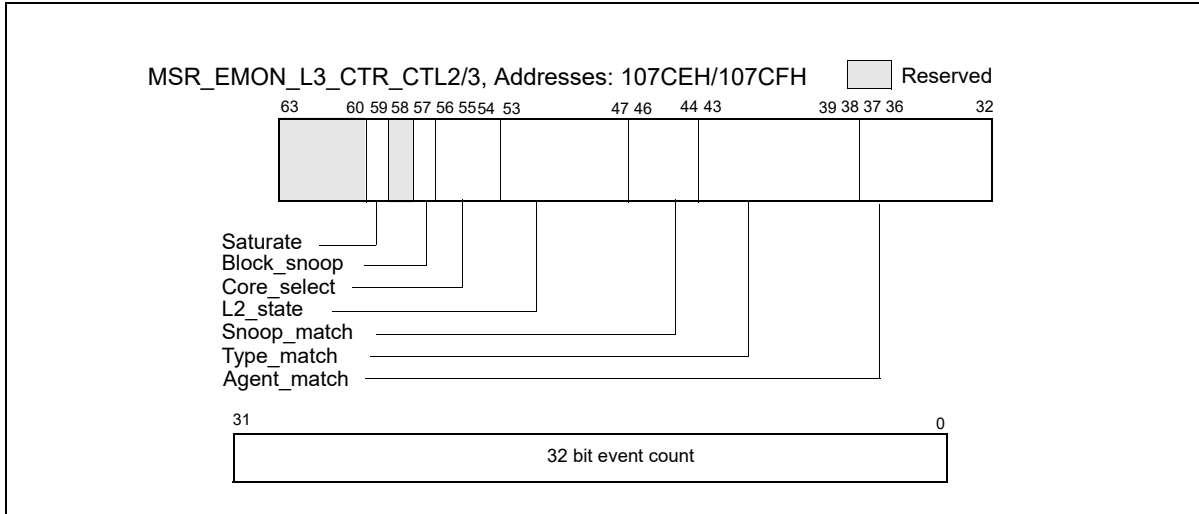 MSR_EMON_L3_CTR_CTL2/3, Addresses: 107CEH/107CFH Reserved
63 60 59 58 57 56 55 54 53 47 46 44 43 39 38 37 36 32
Saturate
Block_snoop
Core_select
L2_state
Snoop_match
Type_match
Agent_match
31 0
32 bit event count